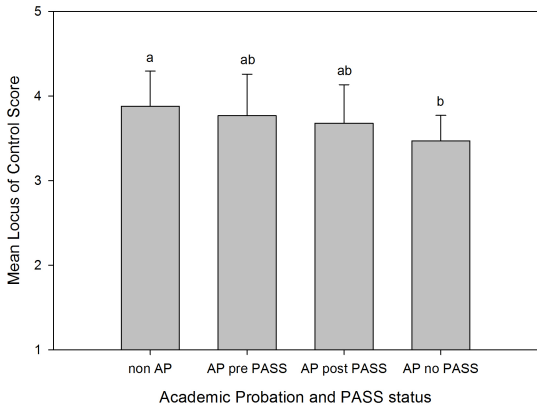 Mean Locus of Control Score
5
4
3
2
1
a
ab
ab
b
non AP
AP pre PASS
AP post PASS
AP no PASS
Academic Probation and PASS status